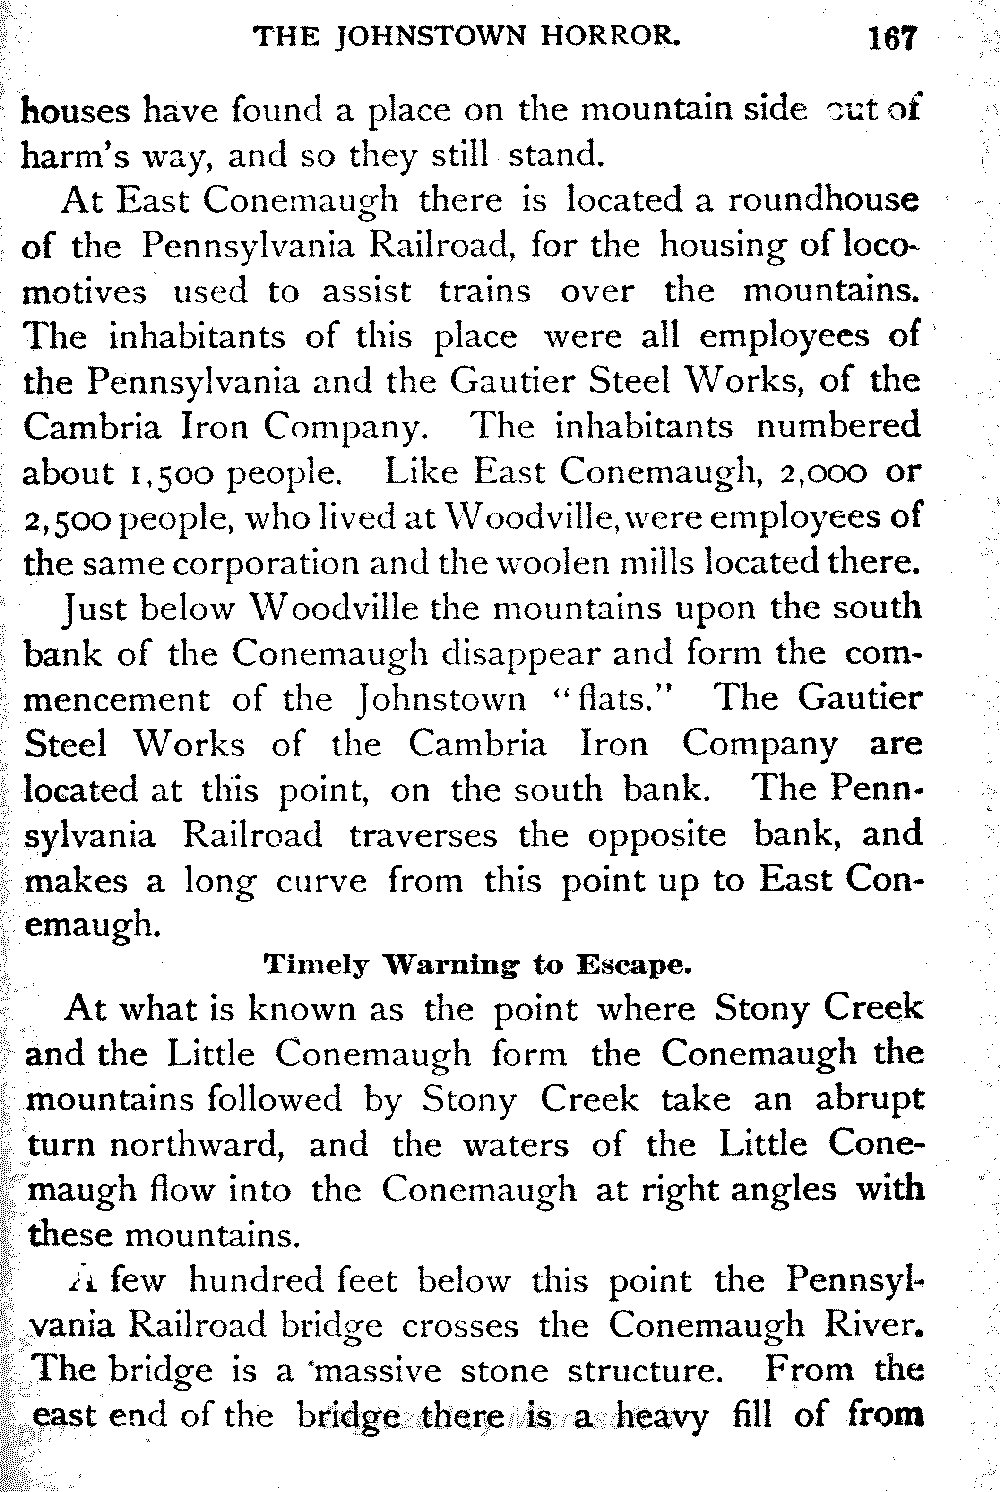 THE JOHNSTOWN HORROR. 167
houses have found a place on the mountain side out of
harm's way, and so they still stand.
At East Conemaugh there is located a roundhouse
of the Pennsylvania Railroad, for the housing of loco-
motives used to assist trains over the mountains.
The inhabitants of this place were all employees of
the Pennsylvania and the Gautier Steel Works, of the
Cambria Iron Company. The inhabitants numbered
about 1,500 people. Like East Conemaugh, 2,000 or
2,500 people, who lived at Woodville, were employees of
the same corporation and the woolen mills located there.
Just below Woodville the mountains upon the south
bank of the Conemaugh disappear and form the com-
mencement of the Johnstown "flats." The Gautier
Steel Works of the Cambria Iron Company are
located at this point, on the south bank. The Penn-
sylvania Railroad traverses the opposite bank, and
makes a long curve from this point up to East Con-
emaugh.
Timely Warning to Escape.
At what is known as the point where Stony Creek
and the Little Conemaugh form the Conemaugh the
mountains followed by Stony Creek take an abrupt
turn northward, and the waters of the Little Cone-
maugh flow into the Conemaugh at right angles with
these mountains.
A few hundred feet below this point the Pennsyl-
vania Railroad bridge crosses the Conemaugh River.
The bridge is a massive stone structure. From the
east end of the bridge there is a heavy fill of from